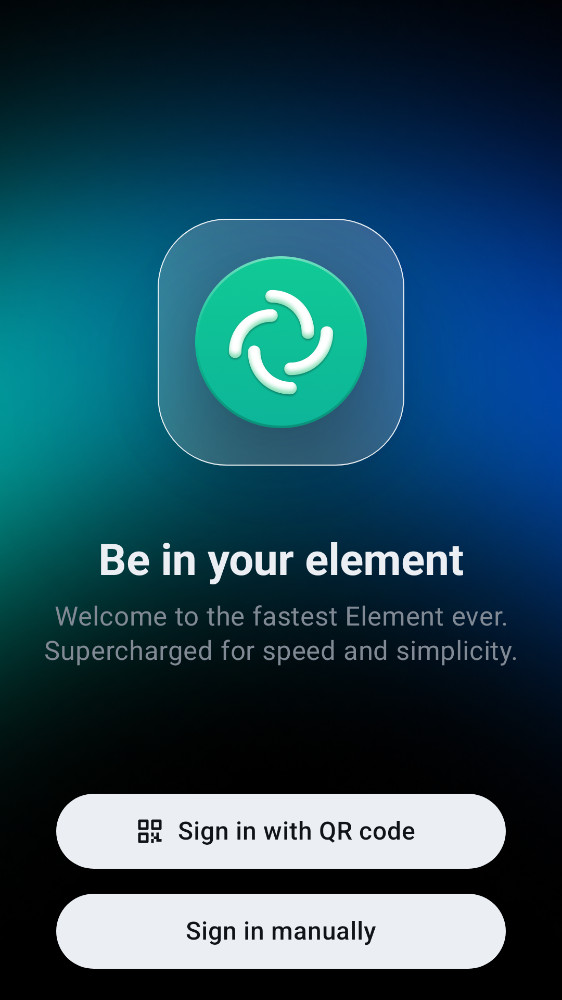 Be in your element
Welcome to the fastest Element ever.
Supercharged for speed and simplicity.
Sign in with QR code
Sign in manually